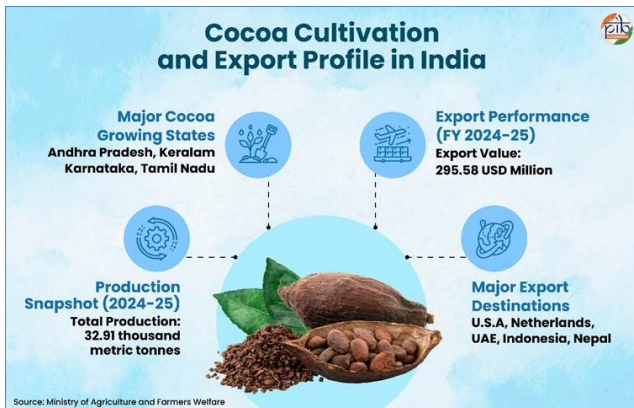 Cocoa Cultivation
and Export Profile in India
pib
Major Cocoa
Growing States
Andhra Pradesh, Keralam
Karnataka, Tamil Nadu
Export Performance
(FY 2024-25)
Export Value:
295.58 USD Million
Production
Snapshot (2024-25)
Total Production:
32.91 thousand
metric tonnes
Major Export
Destinations
U.S.A, Netherlands,
UAE, Indonesia, Nepal
Source: Ministry of Agriculture and Farmers Welfare